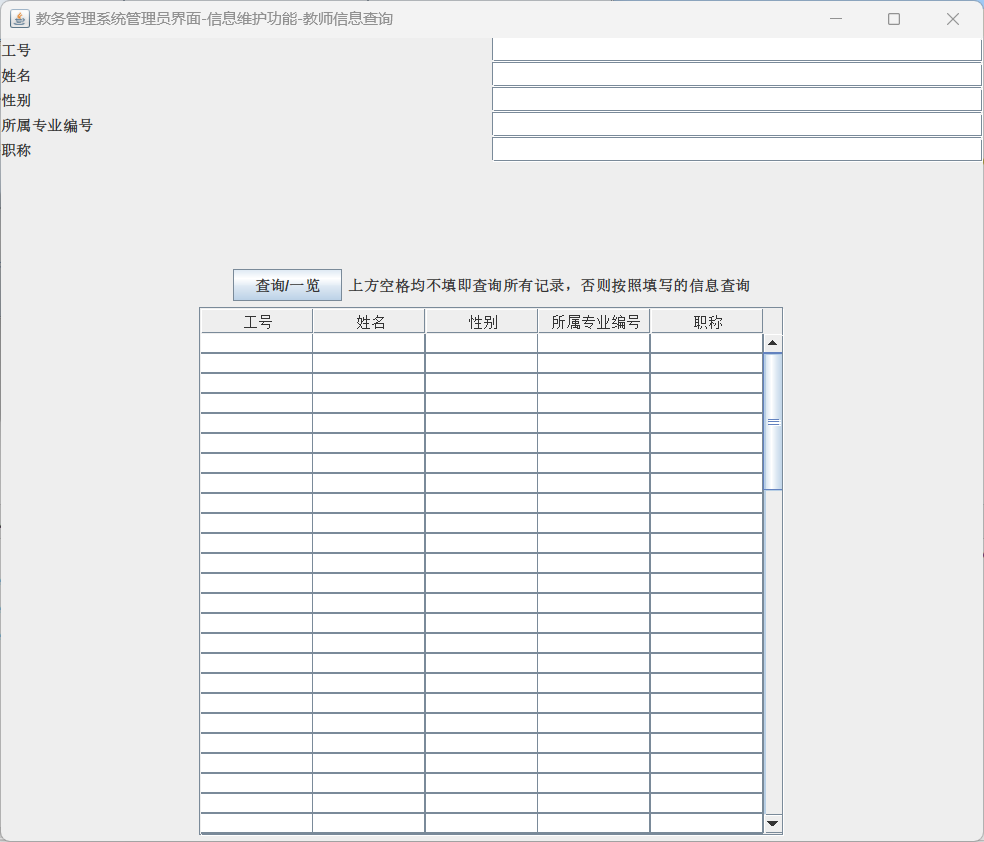 教务管理系统管理员界面-信息维护功能-教师信息查询
工号
姓名
性别
所属专业编号
职称
查询/一览 上方空格均不填即查询所有记录，否则按照填写的信息查询
工号 姓名 性别 所属专业编号 职称